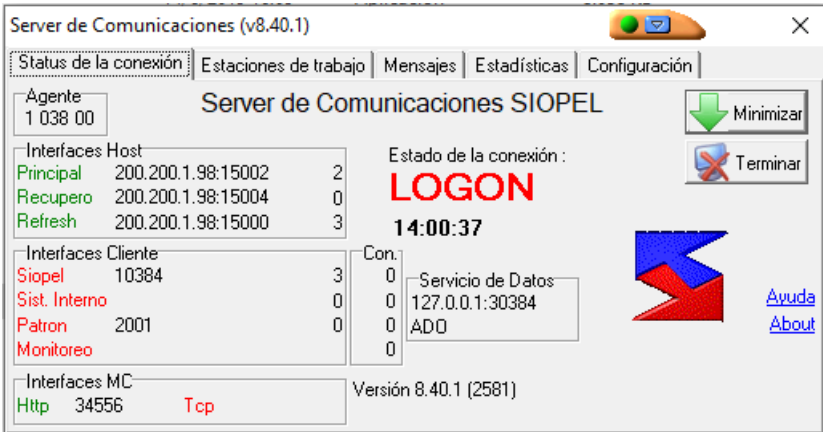 Server de Comunicaciones (v8.40.1)
Status de la conexión Estaciones de trabajo Mensajes Estadísticas Configuración
Agente
1 038 00
Server de Comunicaciones SIOPEL
Minimizar
Terminar
Interfaces Host
Principal 200.200.1.98:15002 2
Recupero 200.200.1.98:15004 0
Refresh 200.200.1.98:15000 3
Estado de la conexión :
LOGON
14:00:37
Interfaces Cliente
Siopel 10384 3
Sist. Interno 0
Patron 2001 0
Monitoreo
Con.
0
0
0
0
Servicio de Datos
127.0.0.1:30384
ADO
Ayuda
About
Interfaces MC
Http 34556 Tcp
Versión 8.40.1 (2581)